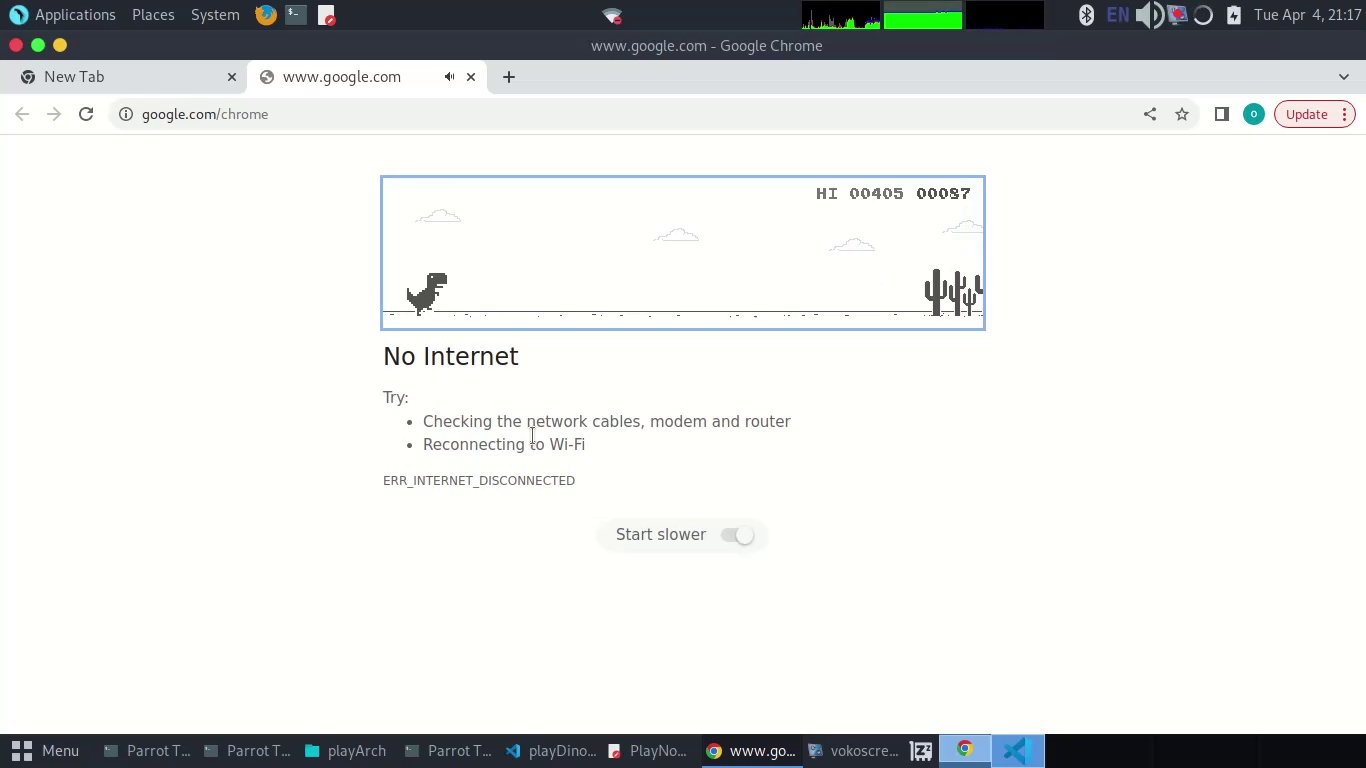 Applications Places System EN Tue Apr 4, 21:17
www.google.com - Google Chrome
New Tab www.google.com
google.com/chrome o Update
HI 00405 00087
No Internet
Try:
• Checking the network cables, modem and router
• Reconnecting to Wi-Fi
ERR_INTERNET_DISCONNECTED
Start slower
Menu Parrot T... Parrot T... playArch Parrot T... playDino... PlayNo... www.go... vokoscre...